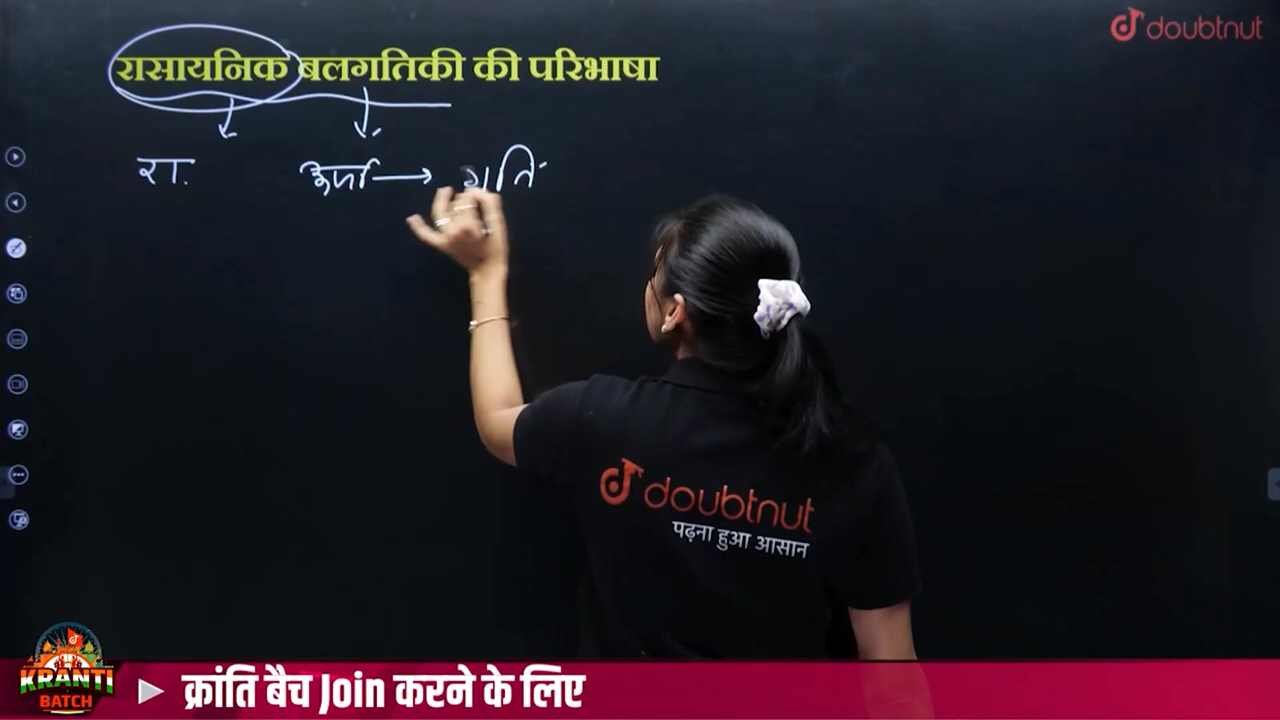 doubtnut
रासायनिक बलगतिकी की परिभाषा
रा. ऊर्जा → गति
doubtnut
पढ़ना हुआ आसान
KRANTI
BATCH
क्रांति बैच Join करने के लिए